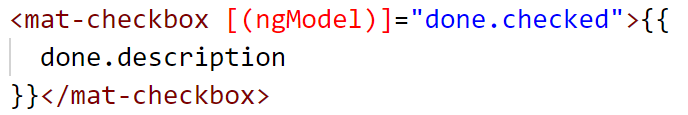 <mat-checkbox [(ngModel)]="done.checked">{{
done.description
}}</mat-checkbox>